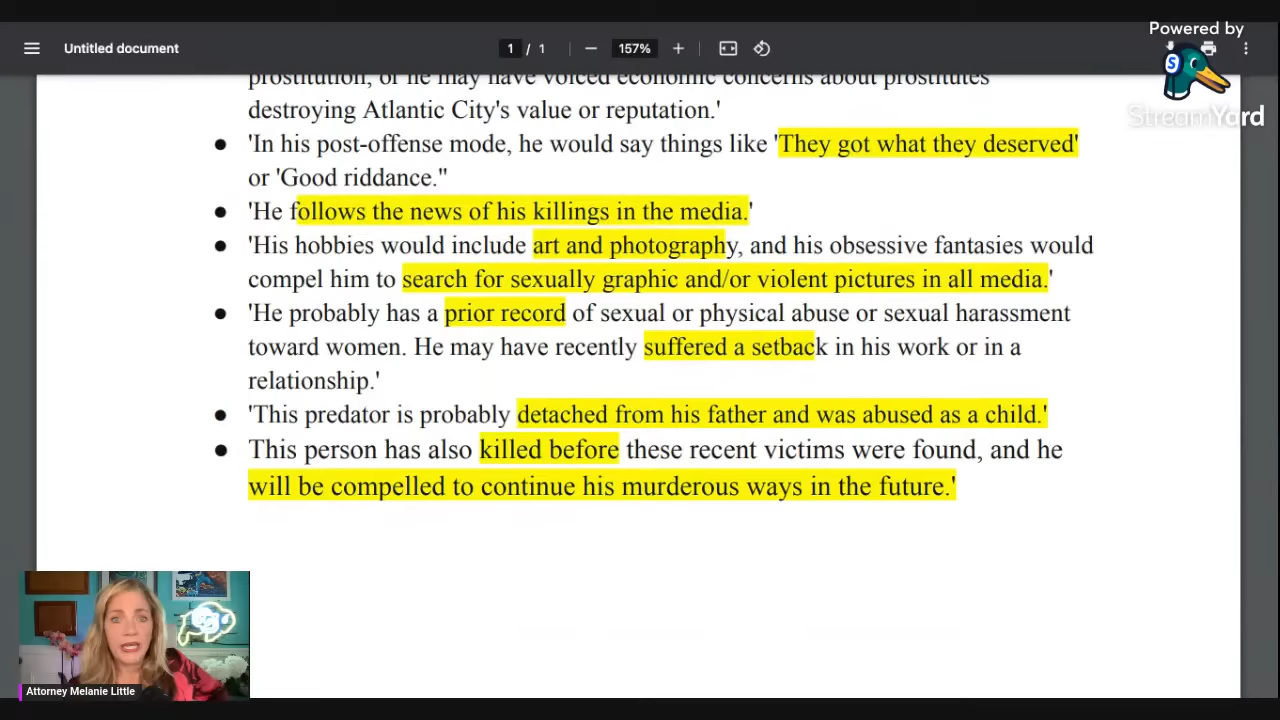 Powered by
StreamYard
Untitled document
1 / 1
157%
prostitution, or he may have voiced economic concerns about prostitutes
destroying Atlantic City's value or reputation.'
● 'In his post-offense mode, he would say things like 'They got what they deserved'
or 'Good riddance."
● 'He follows the news of his killings in the media.'
● 'His hobbies would include art and photography, and his obsessive fantasies would
compel him to search for sexually graphic and/or violent pictures in all media.'
● 'He probably has a prior record of sexual or physical abuse or sexual harassment
toward women. He may have recently suffered a setback in his work or in a
relationship.'
● 'This predator is probably detached from his father and was abused as a child.'
● This person has also killed before these recent victims were found, and he
will be compelled to continue his murderous ways in the future.'
Attorney Melanie Little